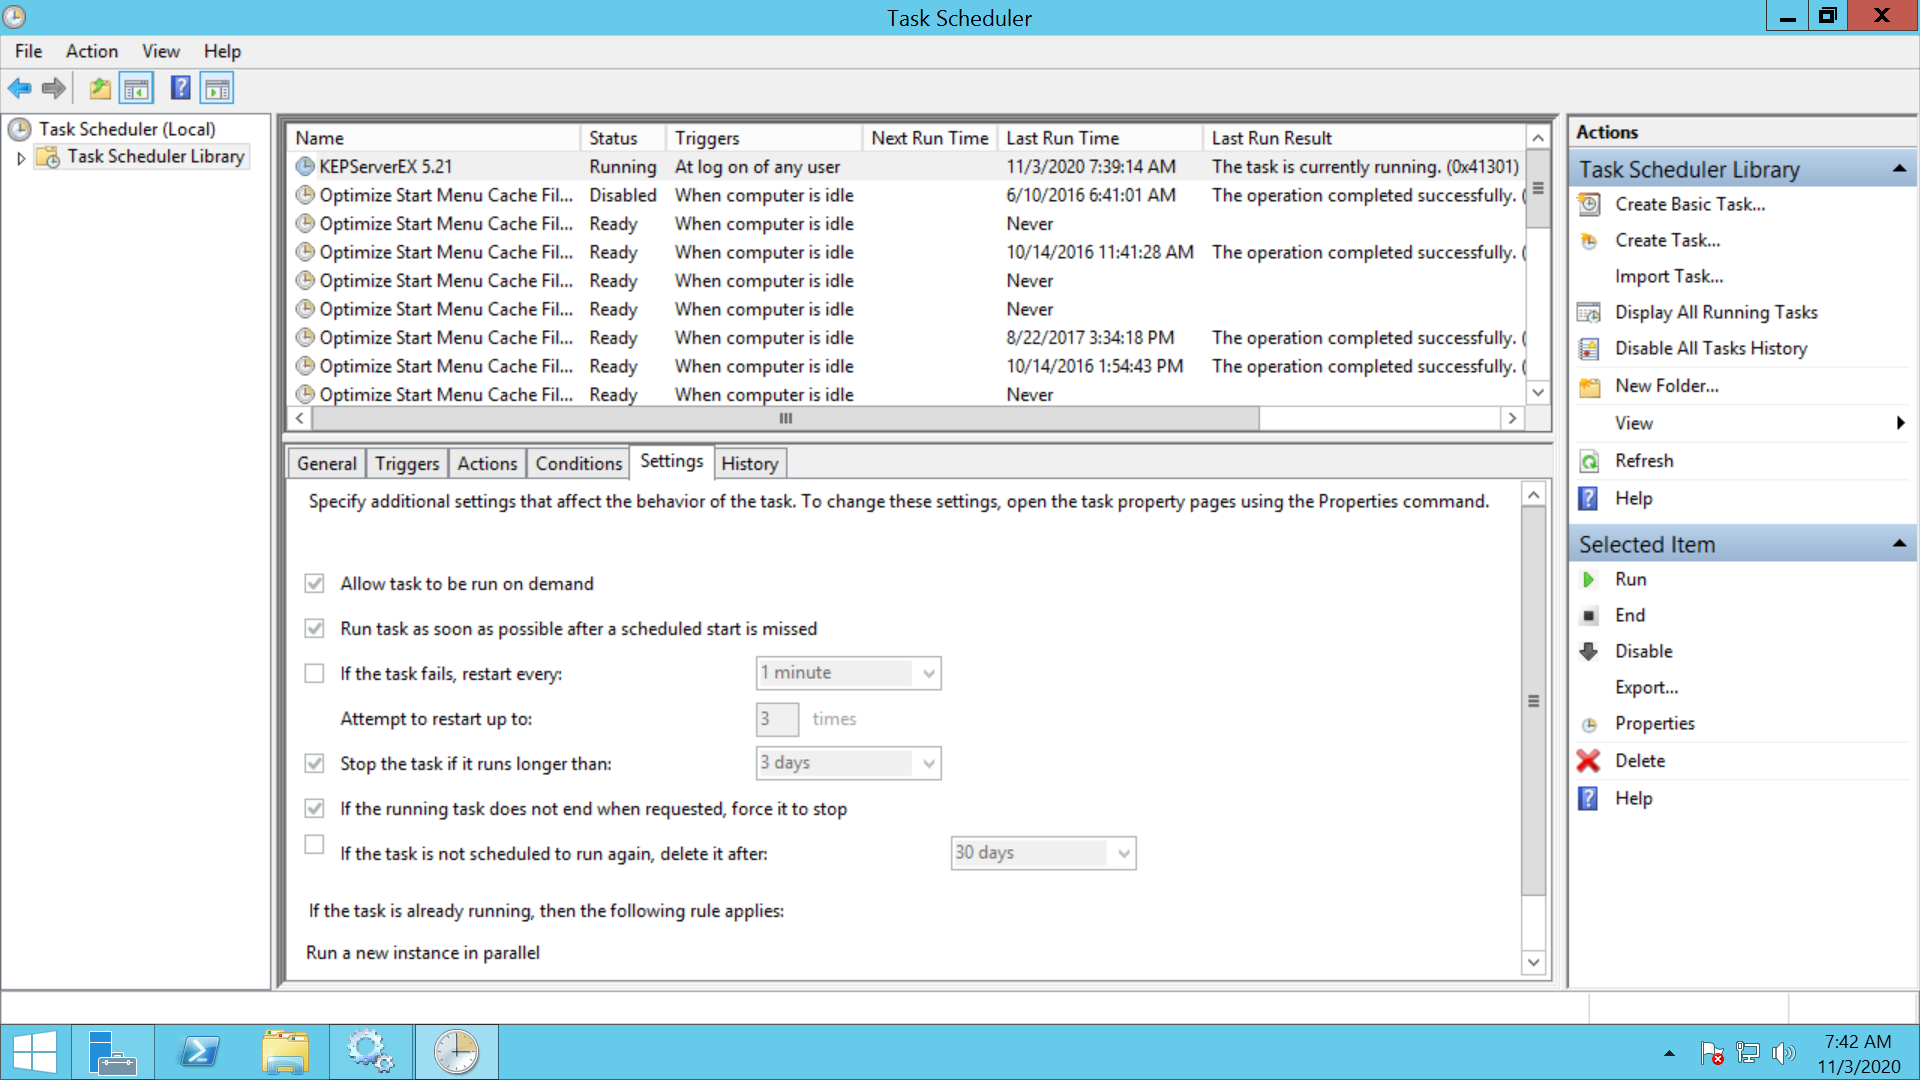 Task Scheduler
File Action View Help
Task Scheduler (Local)
Task Scheduler Library
Name Status Triggers Next Run Time Last Run Time Last Run Result
KEPServerEX 5.21 Running At log on of any user 11/3/2020 7:39:14 AM The task is currently running. (0x41301)
Optimize Start Menu Cache Fil... Disabled When computer is idle 6/10/2016 6:41:01 AM The operation completed successfully. (
Optimize Start Menu Cache Fil... Ready When computer is idle Never
Optimize Start Menu Cache Fil... Ready When computer is idle 10/14/2016 11:41:28 AM The operation completed successfully. (
Optimize Start Menu Cache Fil... Ready When computer is idle Never
Optimize Start Menu Cache Fil... Ready When computer is idle Never
Optimize Start Menu Cache Fil... Ready When computer is idle 8/22/2017 3:34:18 PM The operation completed successfully. (
Optimize Start Menu Cache Fil... Ready When computer is idle 10/14/2016 1:54:43 PM The operation completed successfully. (
Optimize Start Menu Cache Fil... Ready When computer is idle Never
General Triggers Actions Conditions Settings History
Specify additional settings that affect the behavior of the task. To change these settings, open the task property pages using the Properties command.
Allow task to be run on demand
Run task as soon as possible after a scheduled start is missed
If the task fails, restart every: 1 minute
Attempt to restart up to: 3 times
Stop the task if it runs longer than: 3 days
If the running task does not end when requested, force it to stop
If the task is not scheduled to run again, delete it after: 30 days
If the task is already running, then the following rule applies:
Run a new instance in parallel
Actions
Task Scheduler Library
Create Basic Task...
Create Task...
Import Task...
Display All Running Tasks
Disable All Tasks History
New Folder...
View
Refresh
Help
Selected Item
Run
End
Disable
Export...
Properties
Delete
Help
7:42 AM
11/3/2020